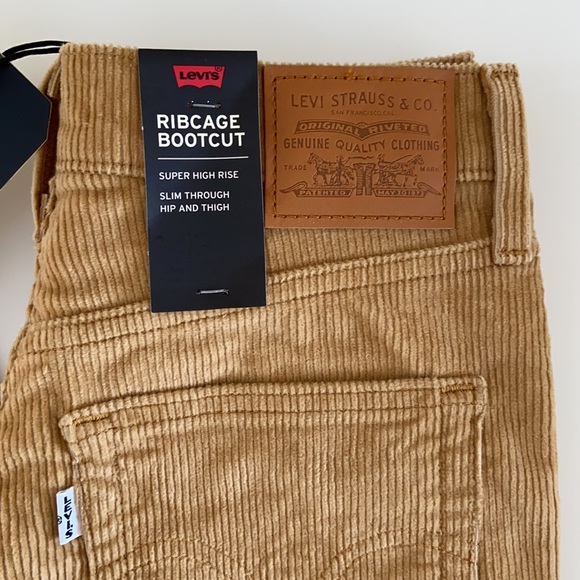 LEVI'S
RIBCAGE
BOOTCUT
SUPER HIGH RISE
SLIM THROUGH
HIP AND THIGH
LEVI STRAUSS & CO.
SAN FRANCISCO, CAL.
ORIGINAL RIVETED
GENUINE QUALITY CLOTHING
TRADE MARK
PATENTED MAY 20 1873
LEVI'S
®